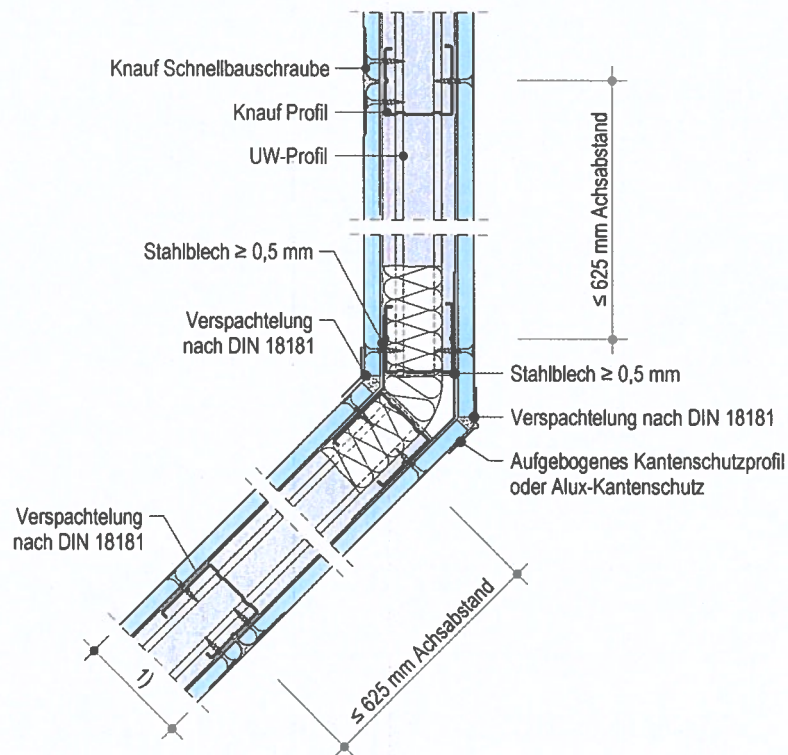 Knauf Schnellbauschraube
Knauf Profil
UW-Profil
≤ 625 mm Achsabstand
Stahlblech ≥ 0,5 mm
Verspachtelung
nach DIN 18181
Stahlblech ≥ 0,5 mm
Verspachtelung nach DIN 18181
Aufgebogenes Kantenschutzprofil
oder Alux-Kantenschutz
Verspachtelung
nach DIN 18181
≤ 625 mm Achsabstand
1)